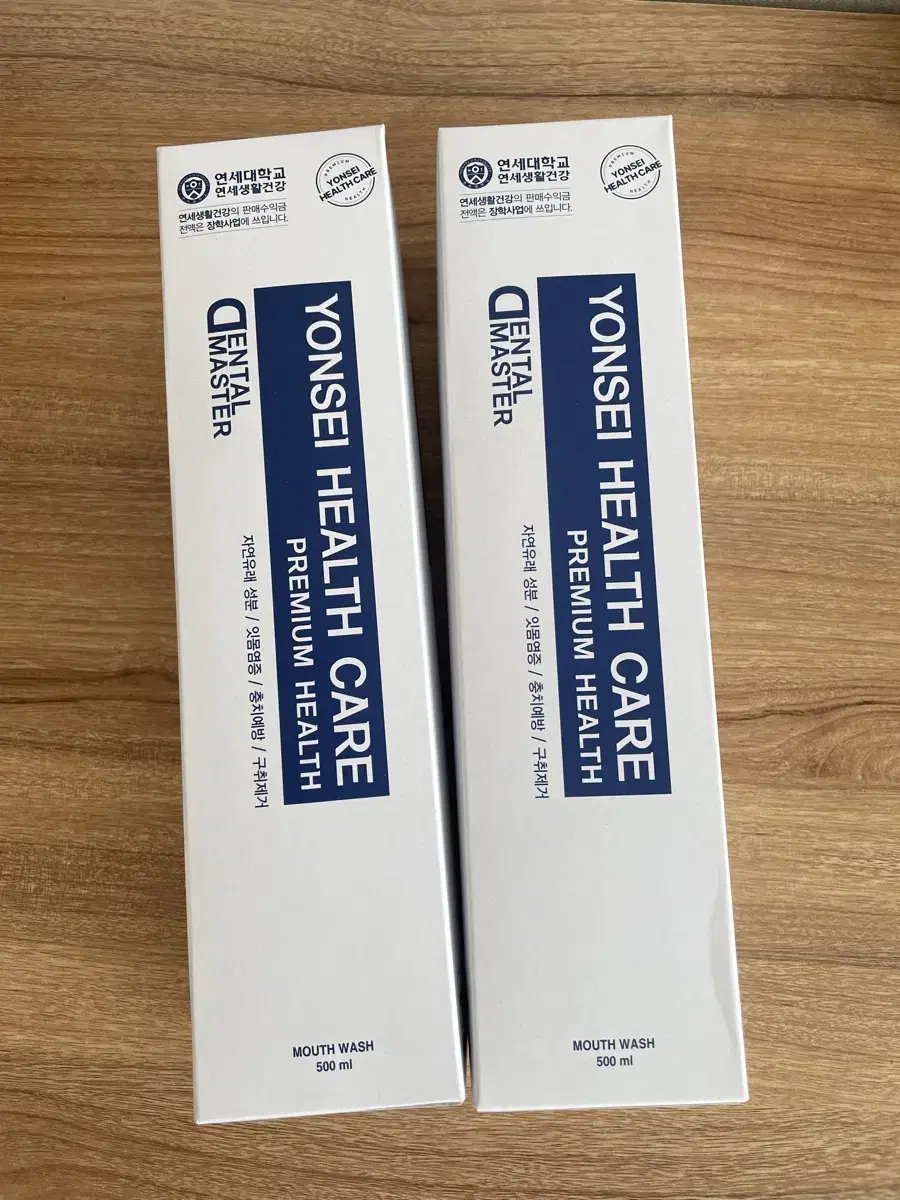 연세대학교
연세생활건강
연세생활건강의 판매수익금
전액은 장학사업에 쓰입니다.
PREMIUM
YONSEI
HEALTH CARE
HEALTH
YONSEI HEALTH CARE
PREMIUM HEALTH
DENTAL
MASTER
자연유래 성분 / 잇몸염증 / 충치예방 / 구취제거
MOUTH WASH
500 ml
연세대학교
연세생활건강
연세생활건강의 판매수익금
전액은 장학사업에 쓰입니다.
PREMIUM
YONSEI
HEALTH CARE
HEALTH
YONSEI HEALTH CARE
PREMIUM HEALTH
DENTAL
MASTER
자연유래 성분 / 잇몸염증 / 충치예방 / 구취제거
MOUTH WASH
500 ml